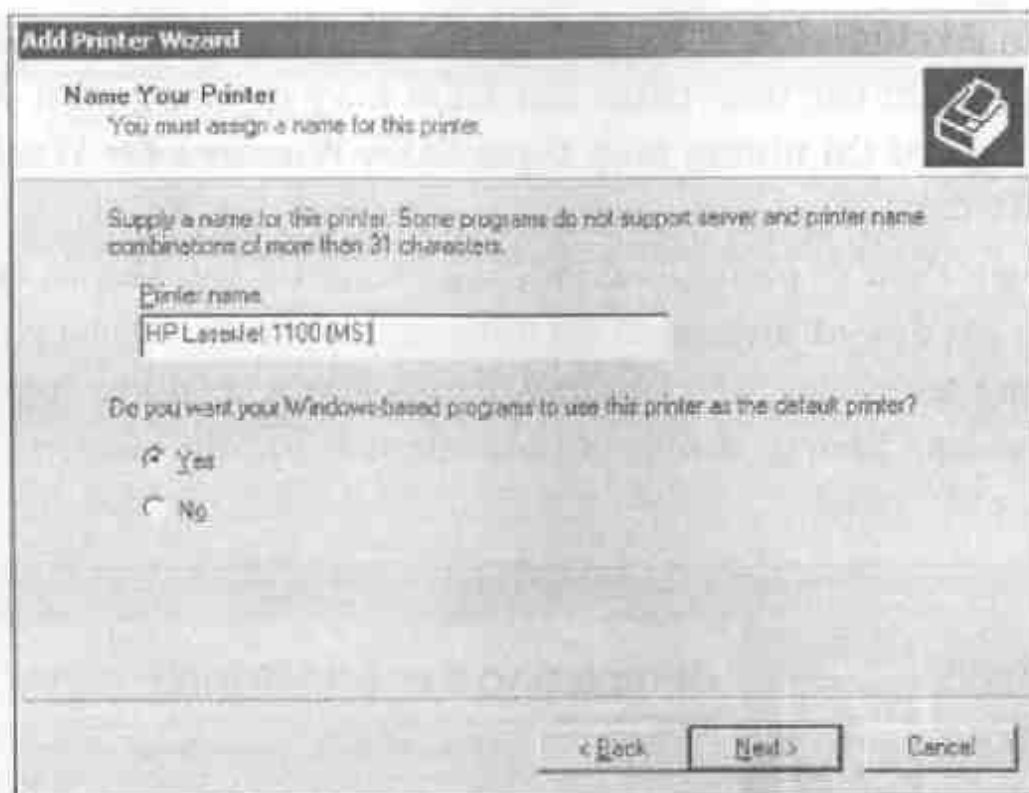 Add Printer Wizard
Name Your Printer
You must assign a name for this printer.
Supply a name for this printer. Some programs do not support server and printer name
combinations of more than 31 characters.
Printer name
HP LaserJet 1100 (MS)
Do you want your Windows-based programs to use this printer as the default printer?
Yes
No
< Back
Next >
Cancel